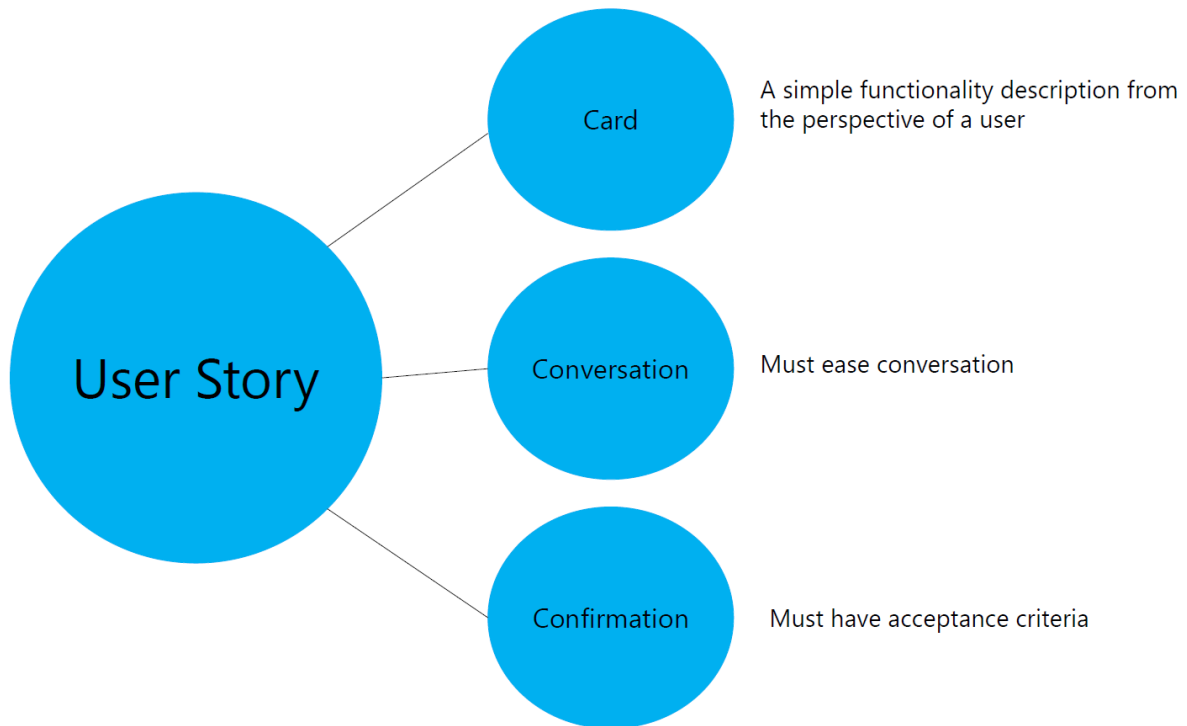 User Story
Card
A simple functionality description from
the perspective of a user
Conversation
Must ease conversation
Confirmation
Must have acceptance criteria